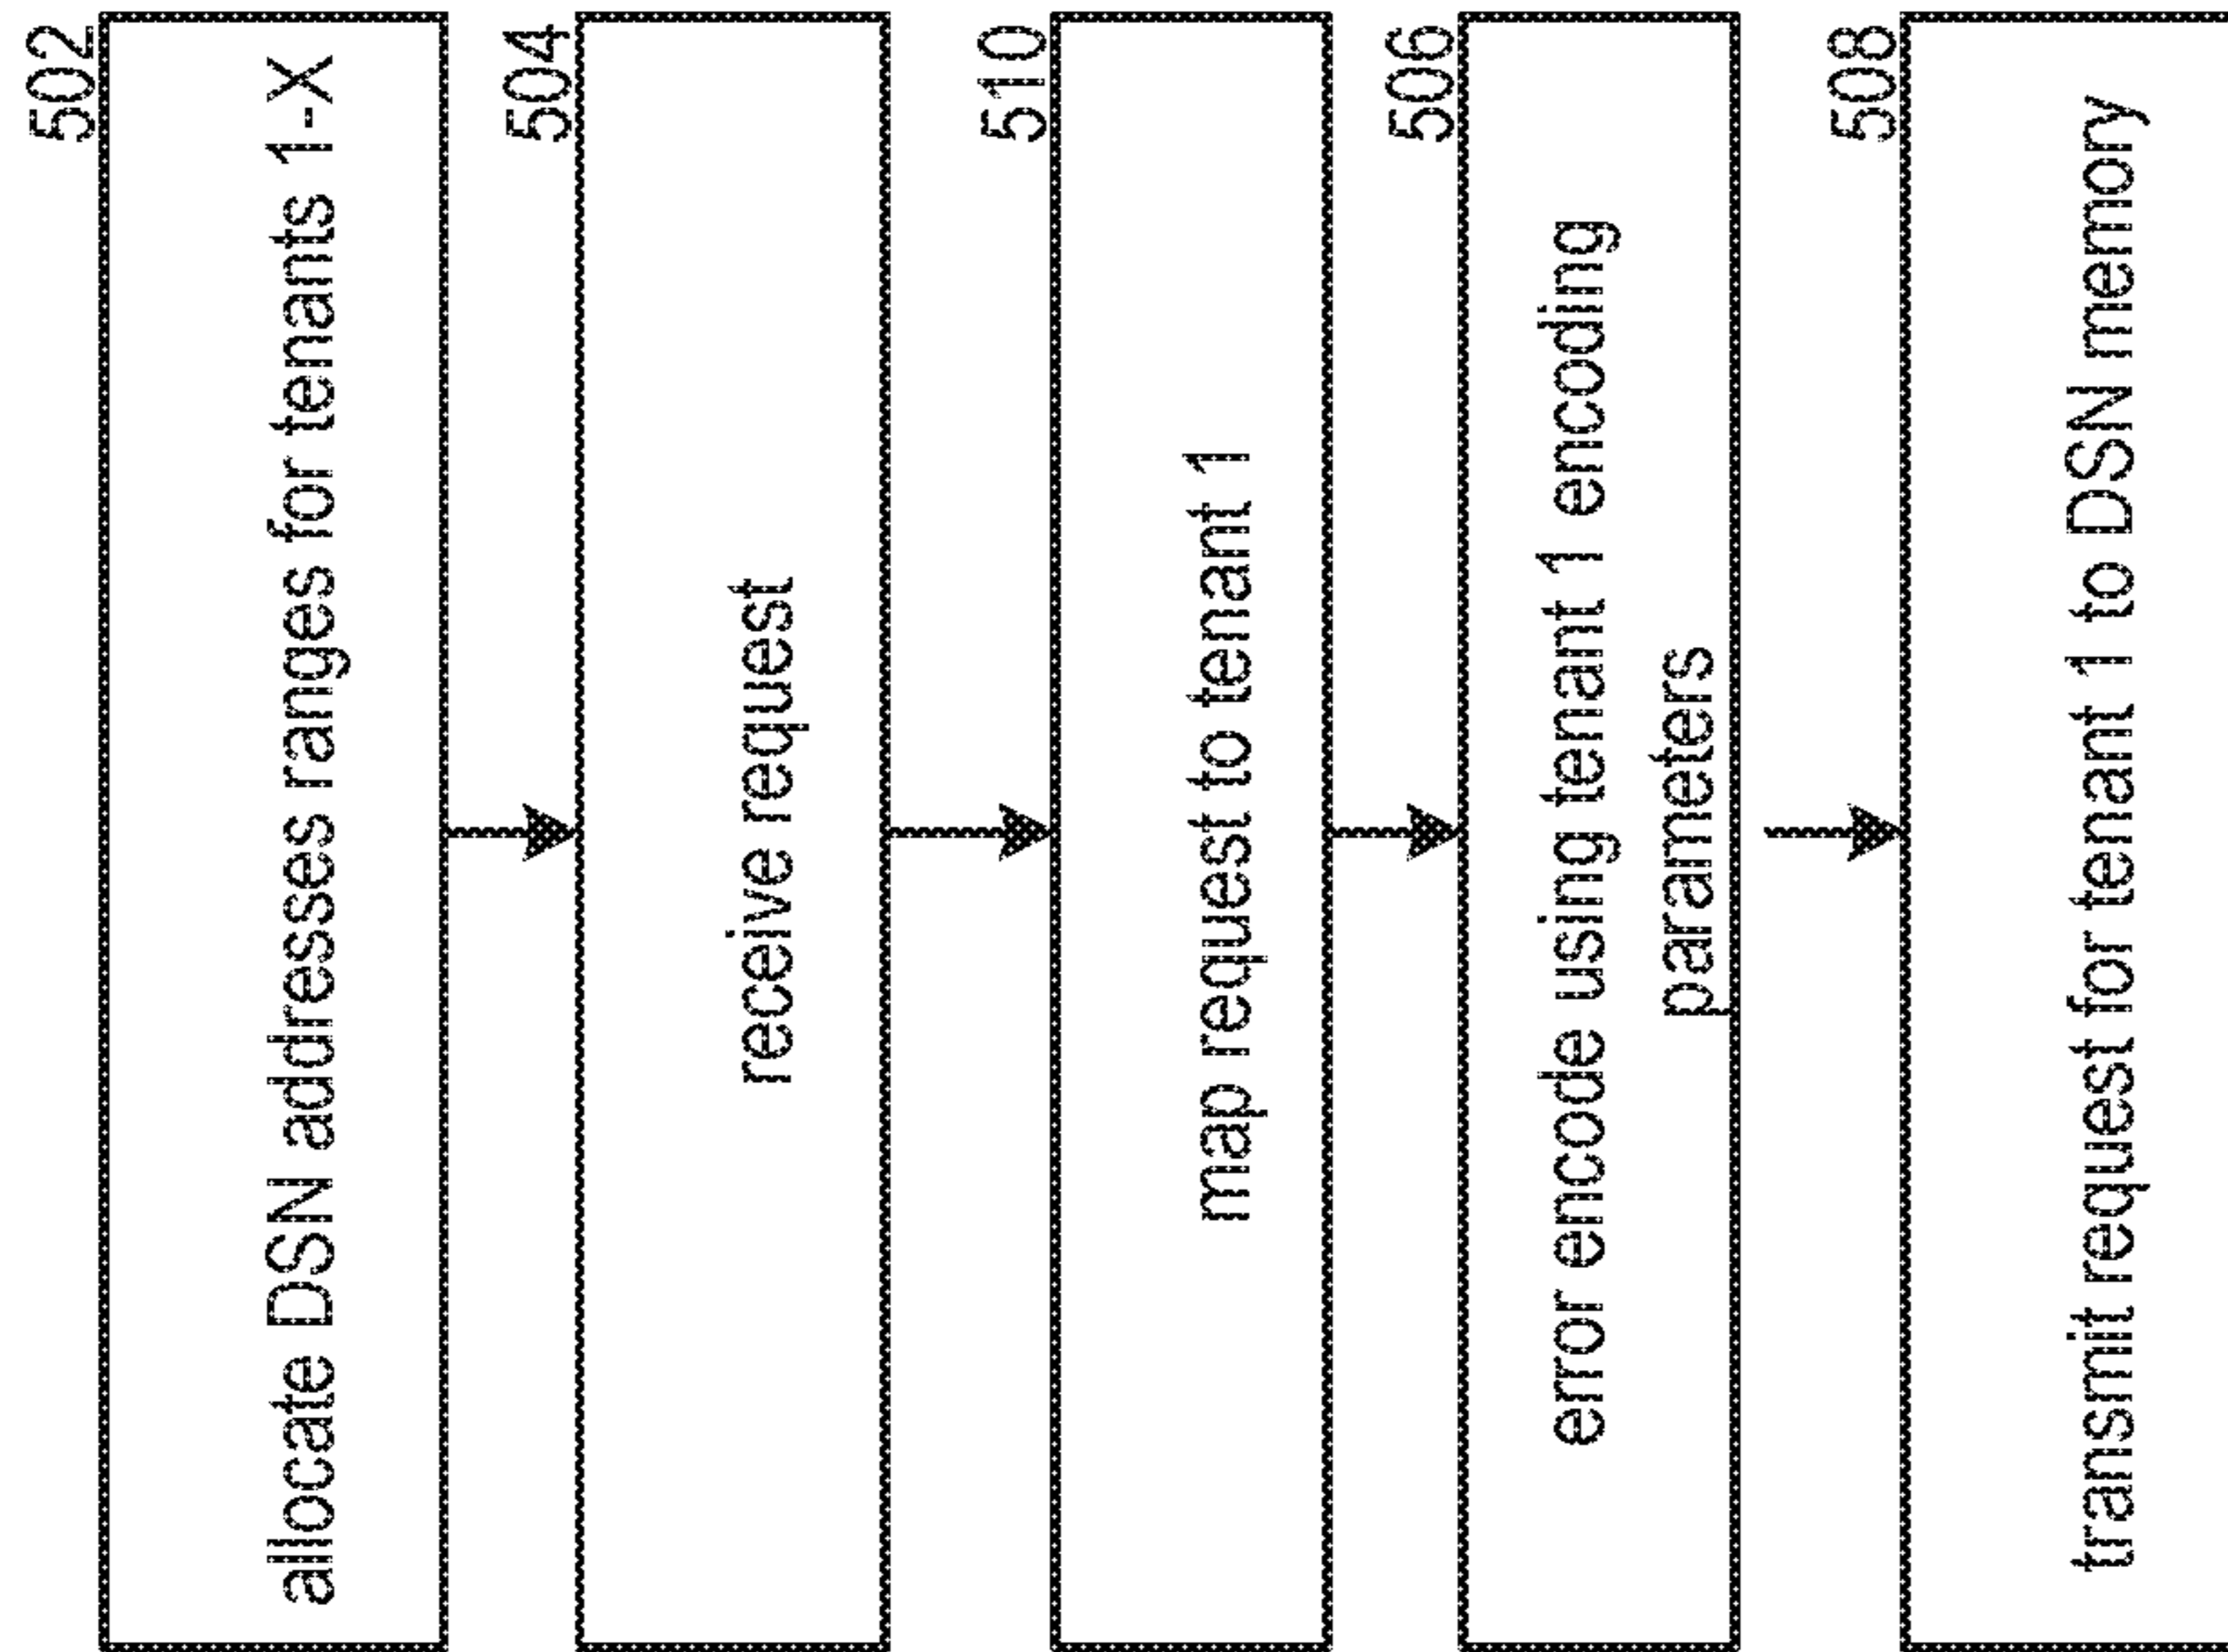 502
allocate DSN addresses ranges for tenants 1-X
504
receive request
510
map request to tenant 1
506
error encode using tenant 1 encoding
parameters
508
transmit request for tenant 1 to DSN memory